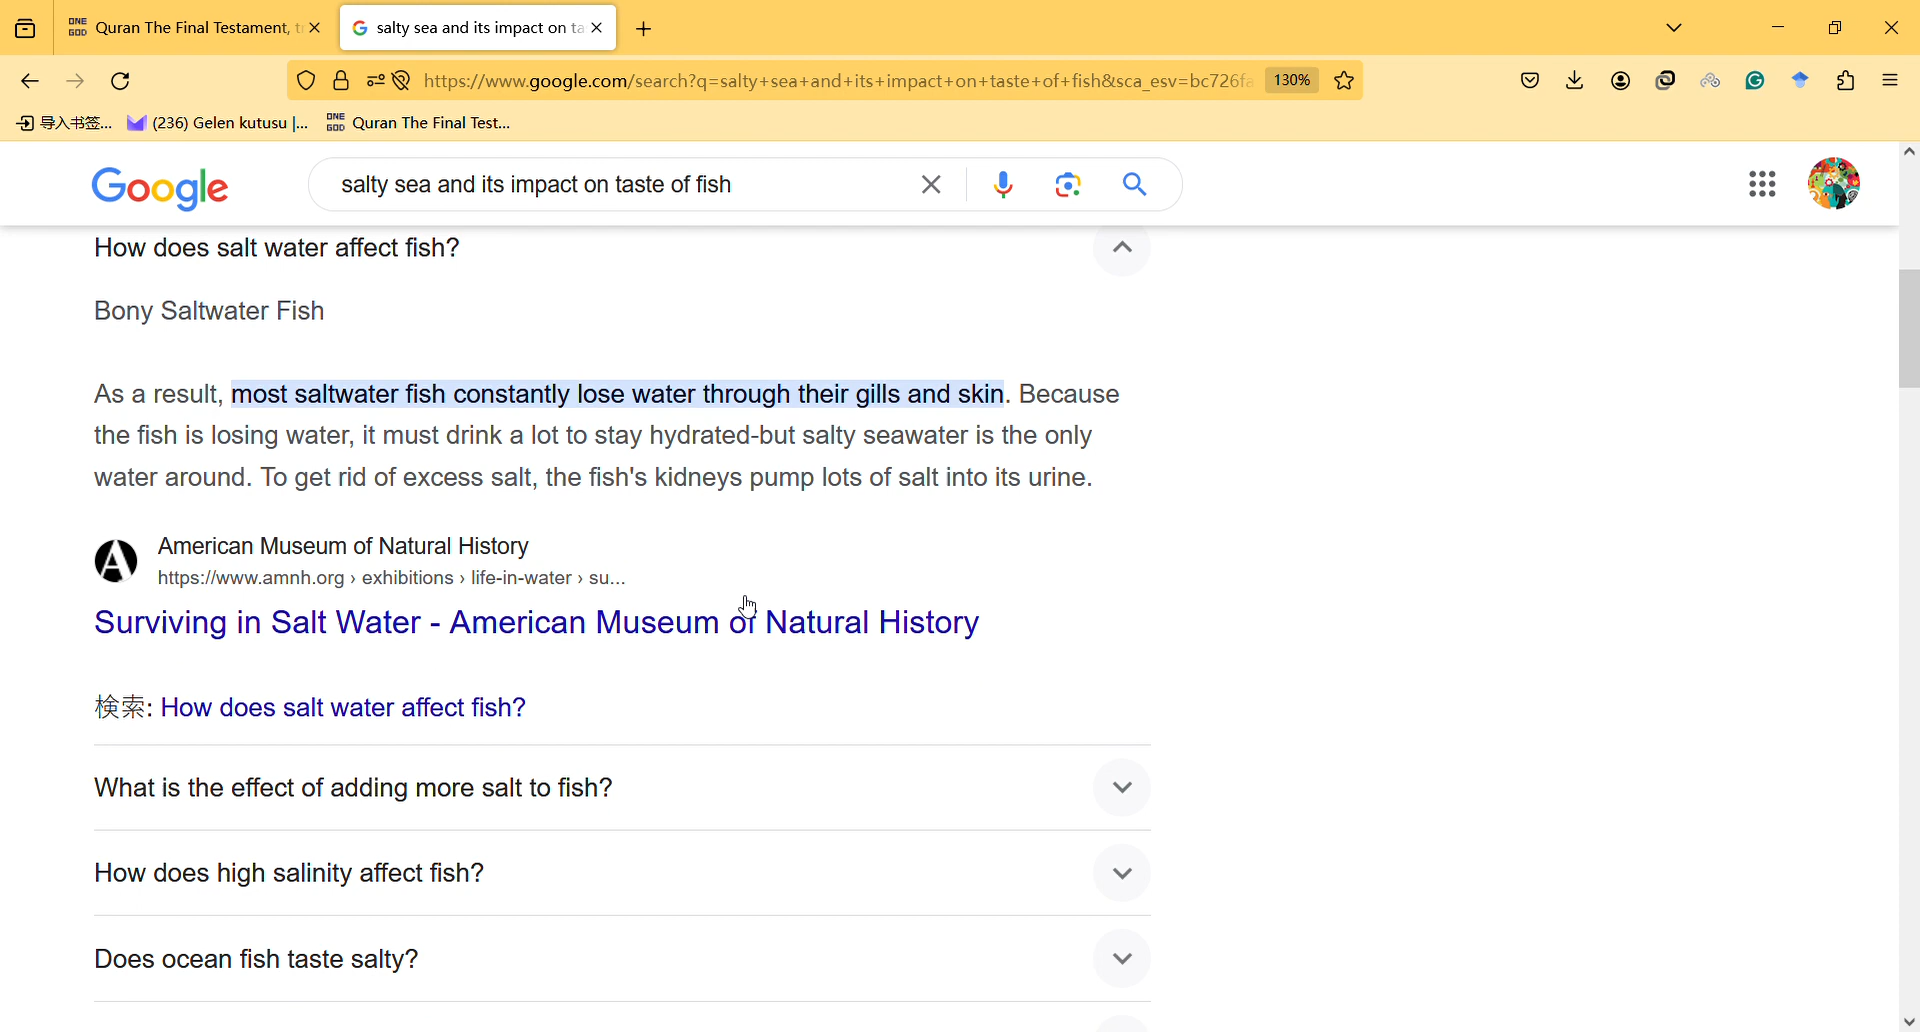 ONE GOD Quran The Final Testament, t
salty sea and its impact on ta
https://www.google.com/search?q=salty+sea+and+its+impact+on+taste+of+fish&sca_esv=bc726fa
130%
导入书签...
(236) Gelen kutusu |...
ONE GOD Quran The Final Test...
Google
salty sea and its impact on taste of fish
How does salt water affect fish?
Bony Saltwater Fish
As a result, most saltwater fish constantly lose water through their gills and skin. Because
the fish is losing water, it must drink a lot to stay hydrated-but salty seawater is the only
water around. To get rid of excess salt, the fish's kidneys pump lots of salt into its urine.
American Museum of Natural History
https://www.amnh.org › exhibitions › life-in-water › su...
Surviving in Salt Water - American Museum of Natural History
検索: How does salt water affect fish?
What is the effect of adding more salt to fish?
How does high salinity affect fish?
Does ocean fish taste salty?